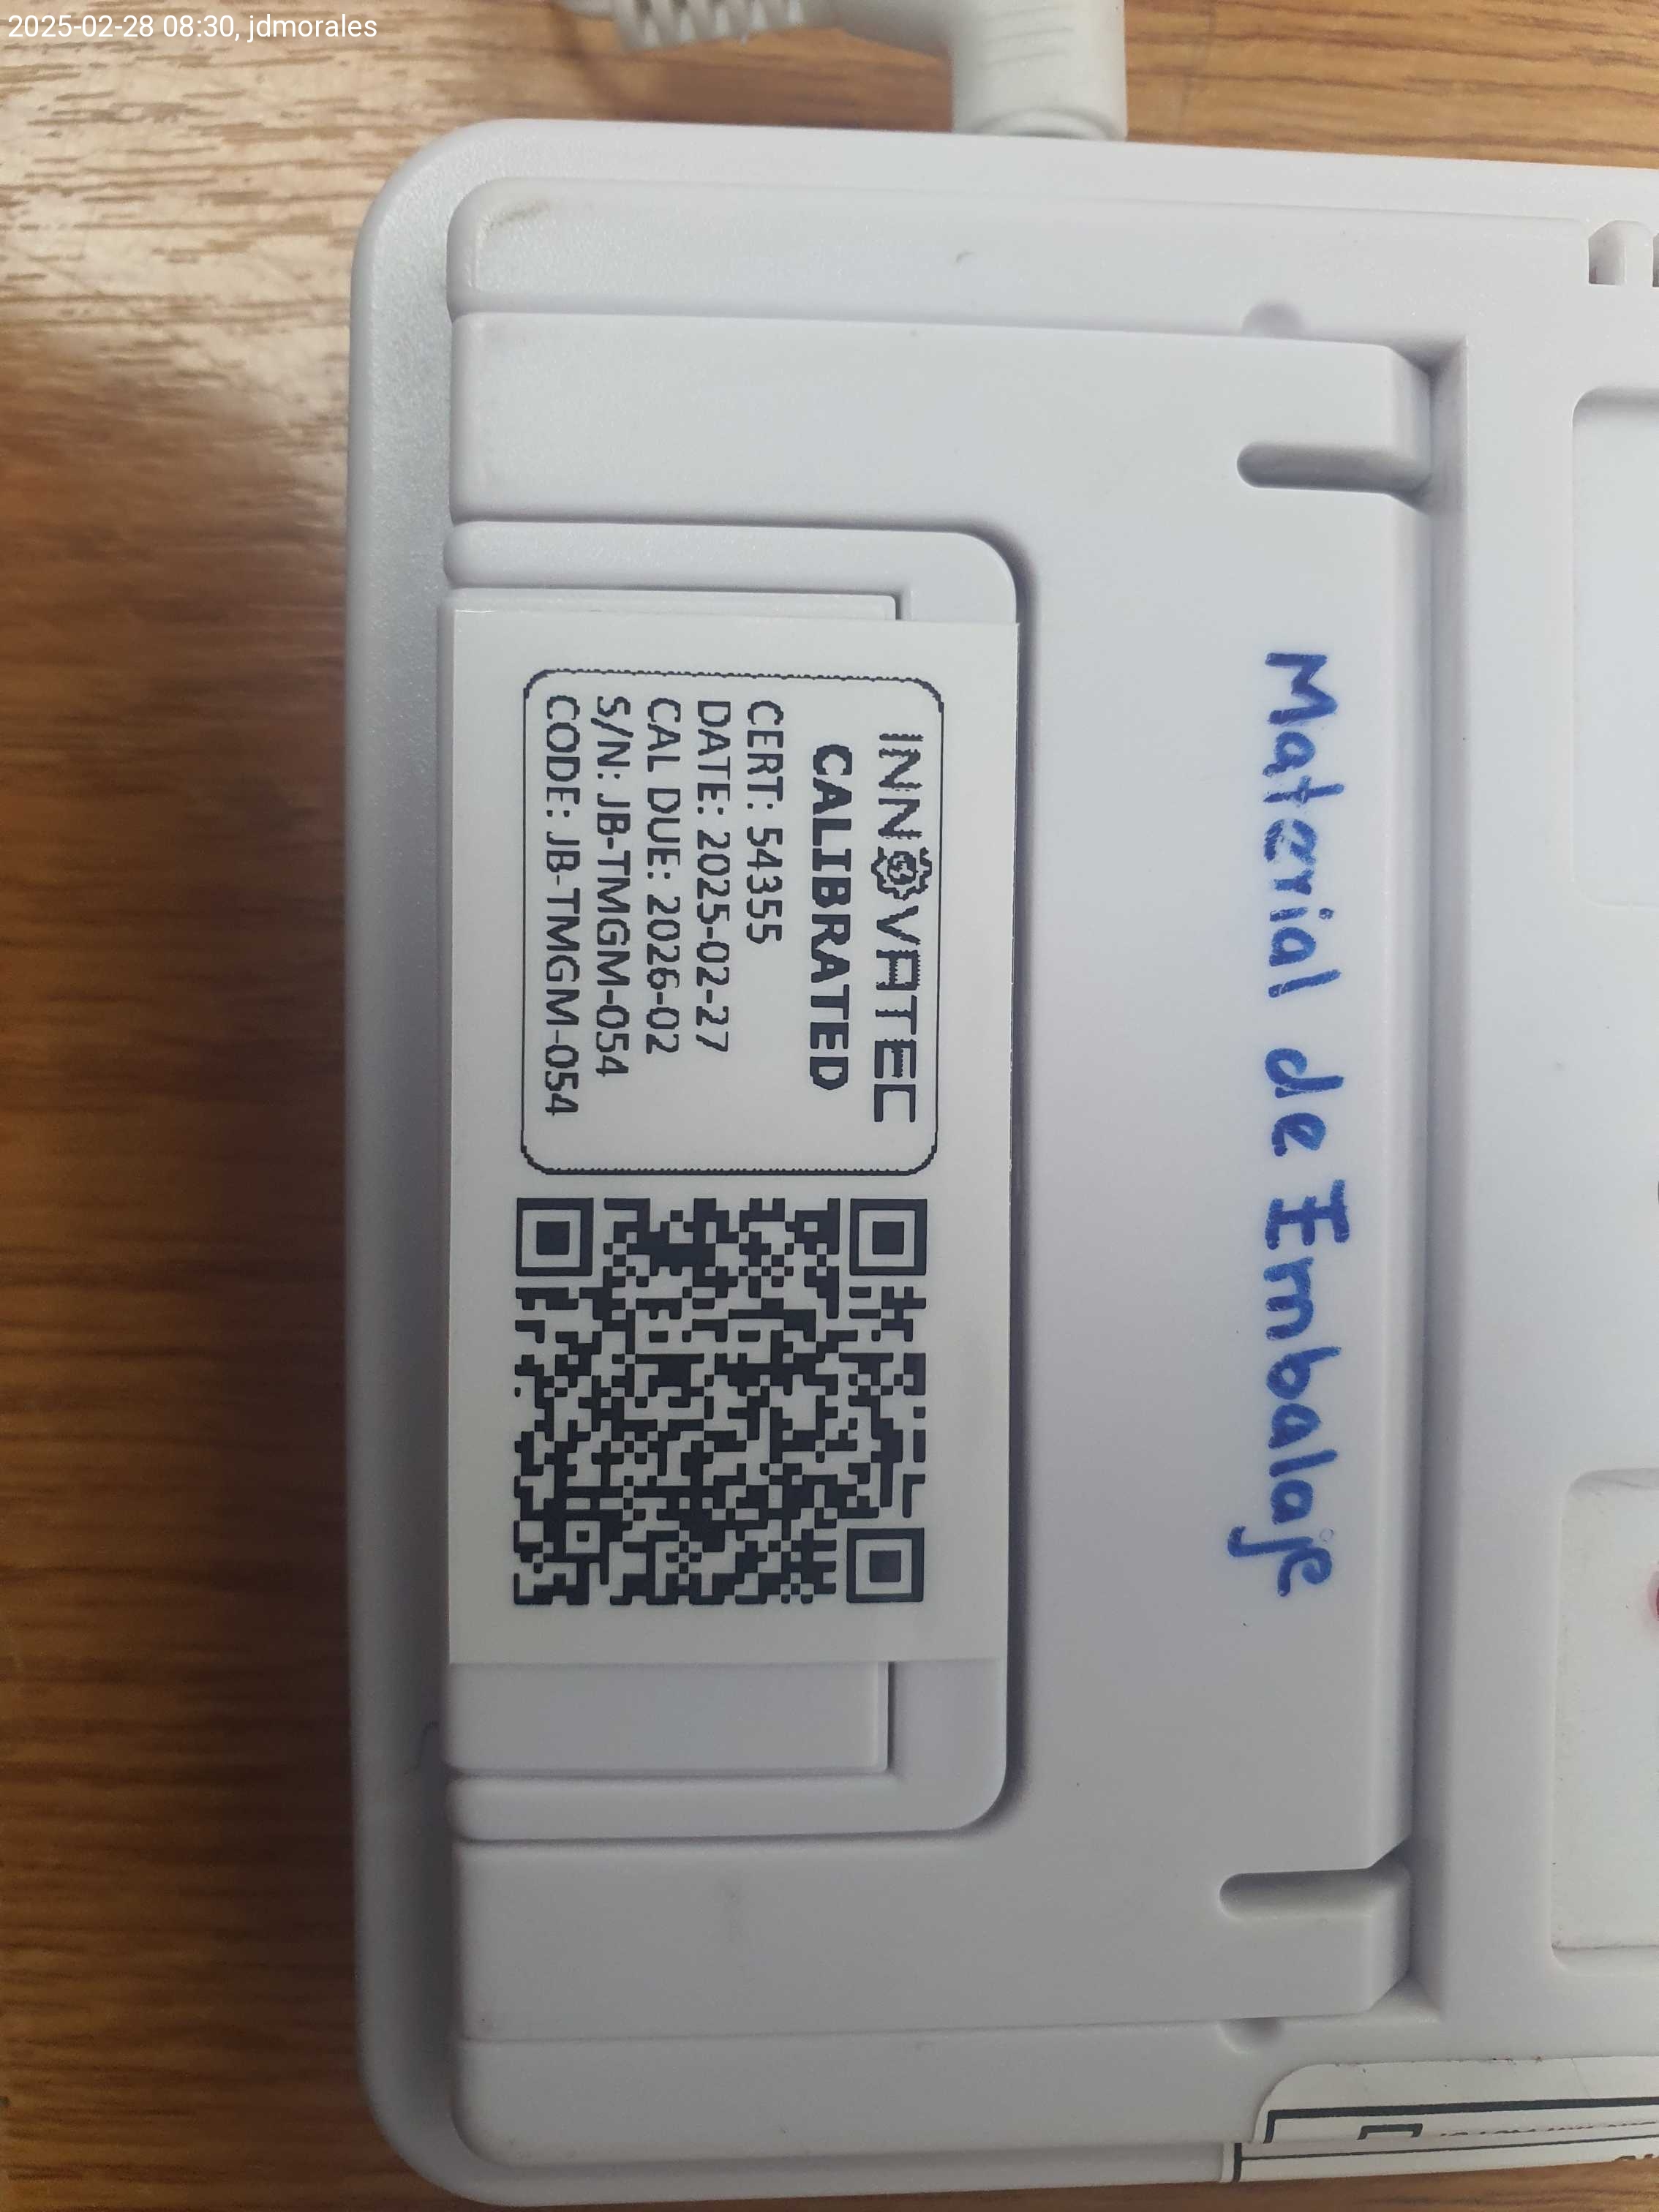 2025-02-28 08:30, jdmorales
INNOVATEC
CALIBRATED
CERT: 54355
DATE: 2025-02-27
CAL DUE: 2026-02
S/N: JB-TMGM-054
CODE: JB-TMGM-054
Material de Embalaje